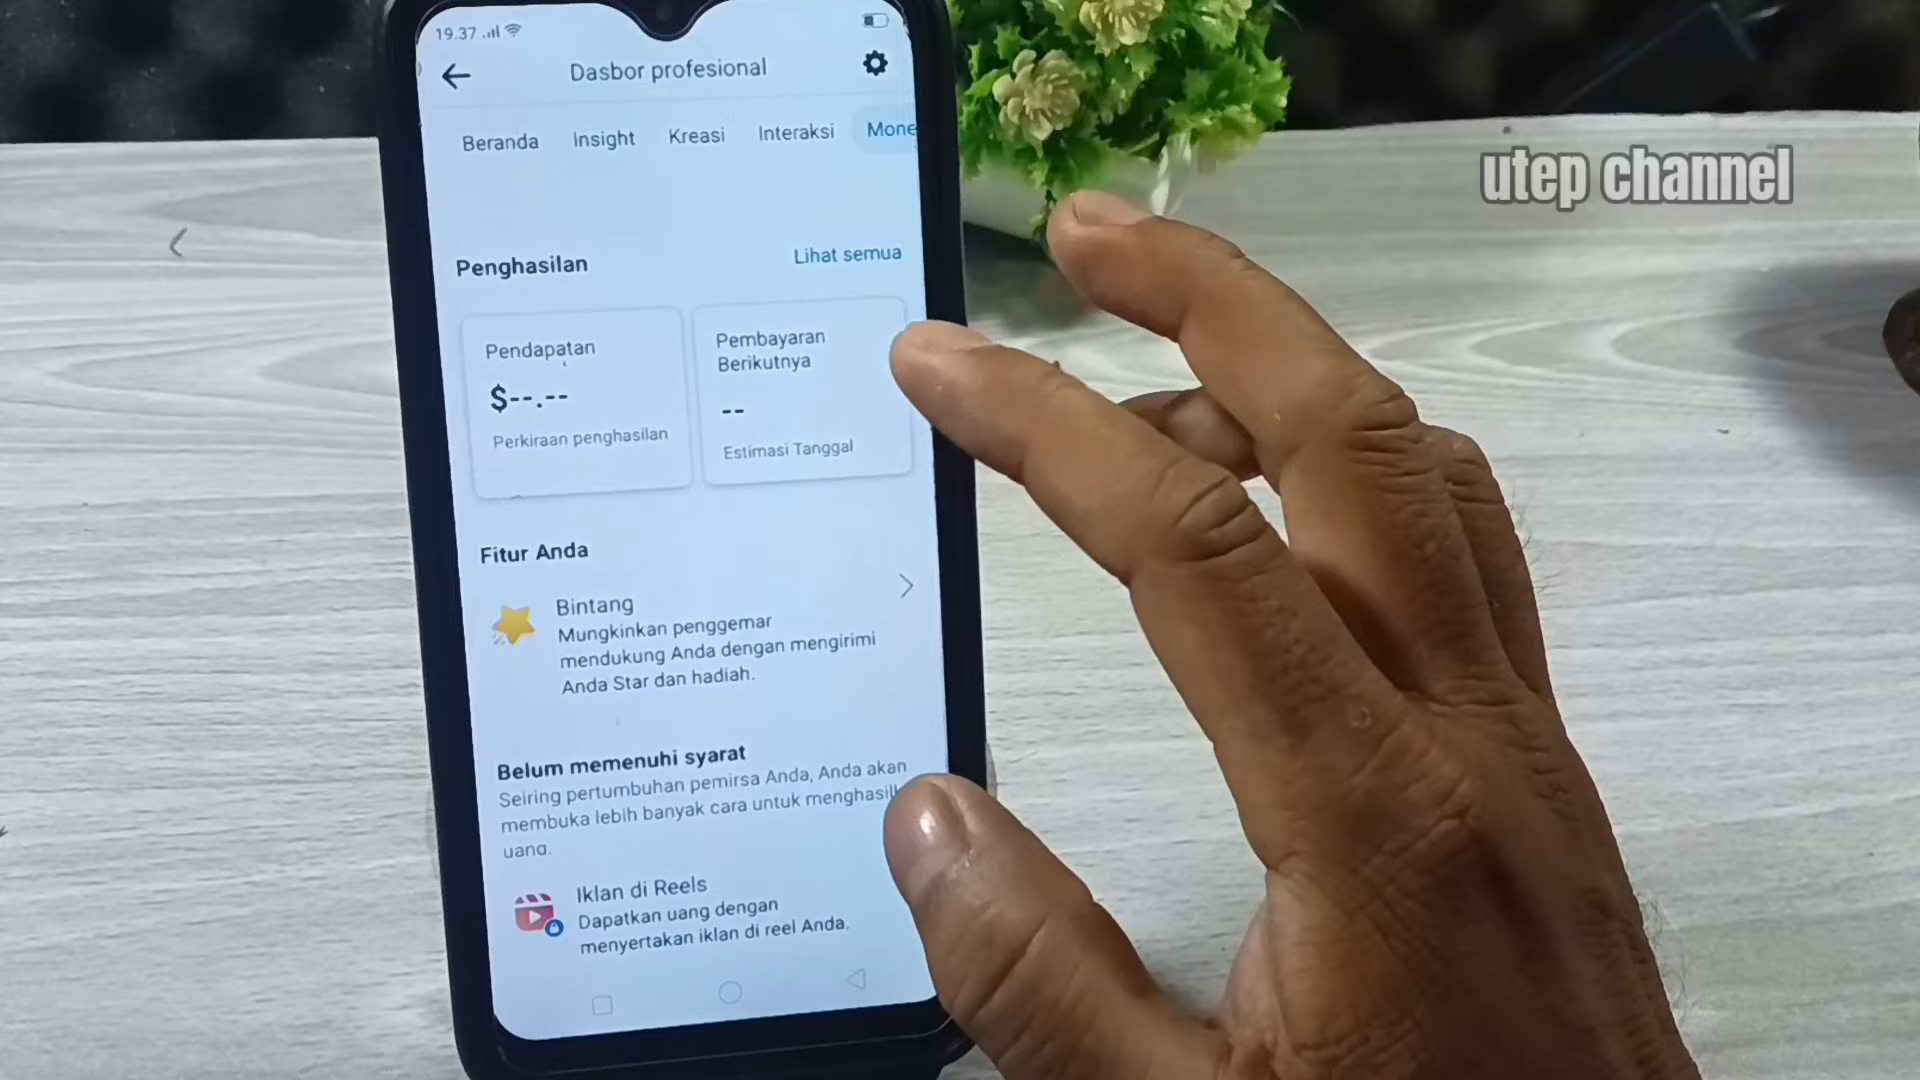 19.37
Dasbor profesional
Beranda Insight Kreasi Interaksi Mone
utep channel
Penghasilan Lihat semua
Pendapatan
$--.--
Perkiraan penghasilan
Pembayaran
Berikutnya
--
Estimasi Tanggal
Fitur Anda
Bintang
Mungkinkan penggemar
mendukung Anda dengan mengirimi
Anda Star dan hadiah.
Belum memenuhi syarat
Seiring pertumbuhan pemirsa Anda, Anda akan
membuka lebih banyak cara untuk menghasil
uang.
Iklan di Reels
Dapatkan uang dengan
menyertakan iklan di reel Anda.